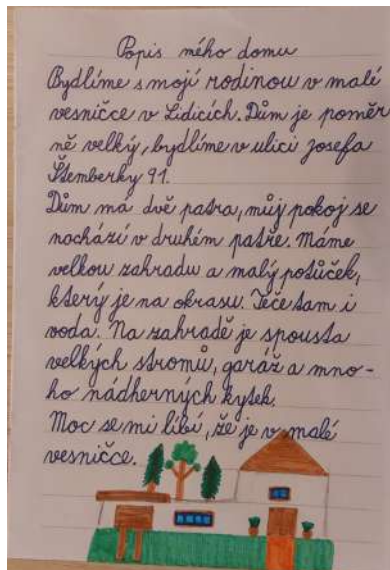 Popis mého domu
Bydlíme s mojí rodinou v malé
vesničce v Lidicích. Dům je poměr
ně velký, bydlíme v ulici Josefa
Štemberky 91.
Dům má dvě patra, můj pokoj se
nachází v druhém patře. Máme
velkou zahradu a malý potůček,
který je na okrasu. Teče tam i
voda. Na zahradě je spousta
velkých stromů, garáž a mno-
ho nádherných kytek.
Moc se mi líbí, že je v malé
vesničce.